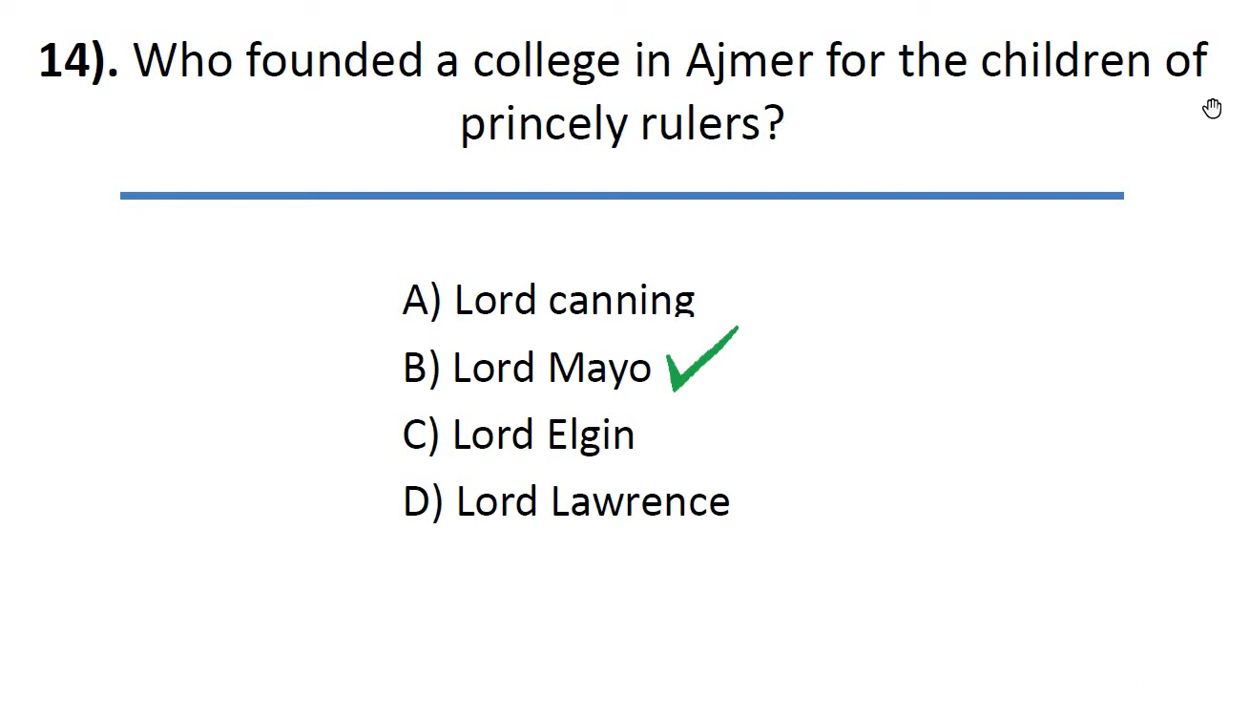 14). Who founded a college in Ajmer for the children of
princely rulers?
A) Lord canning
B) Lord Mayo
C) Lord Elgin
D) Lord Lawrence